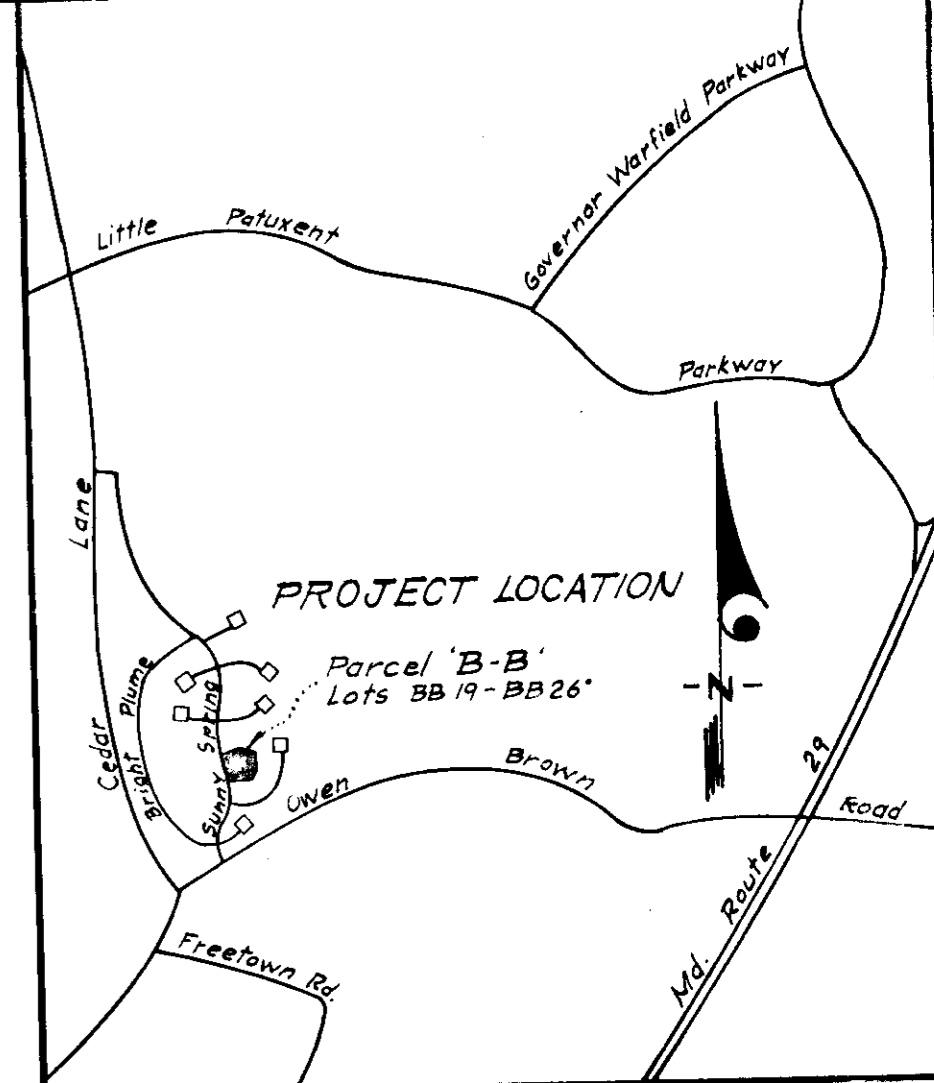 Governor Warfield Parkway
Little Patuxent
Parkway
Lane
PROJECT LOCATION
Parcel 'B-B'
Lots BB 19 - BB 26
Plume
Spring
-N-
Cedar
Bright
Sunny
Owen
Brown
29
Road
Route
Md.
Freetown Rd.